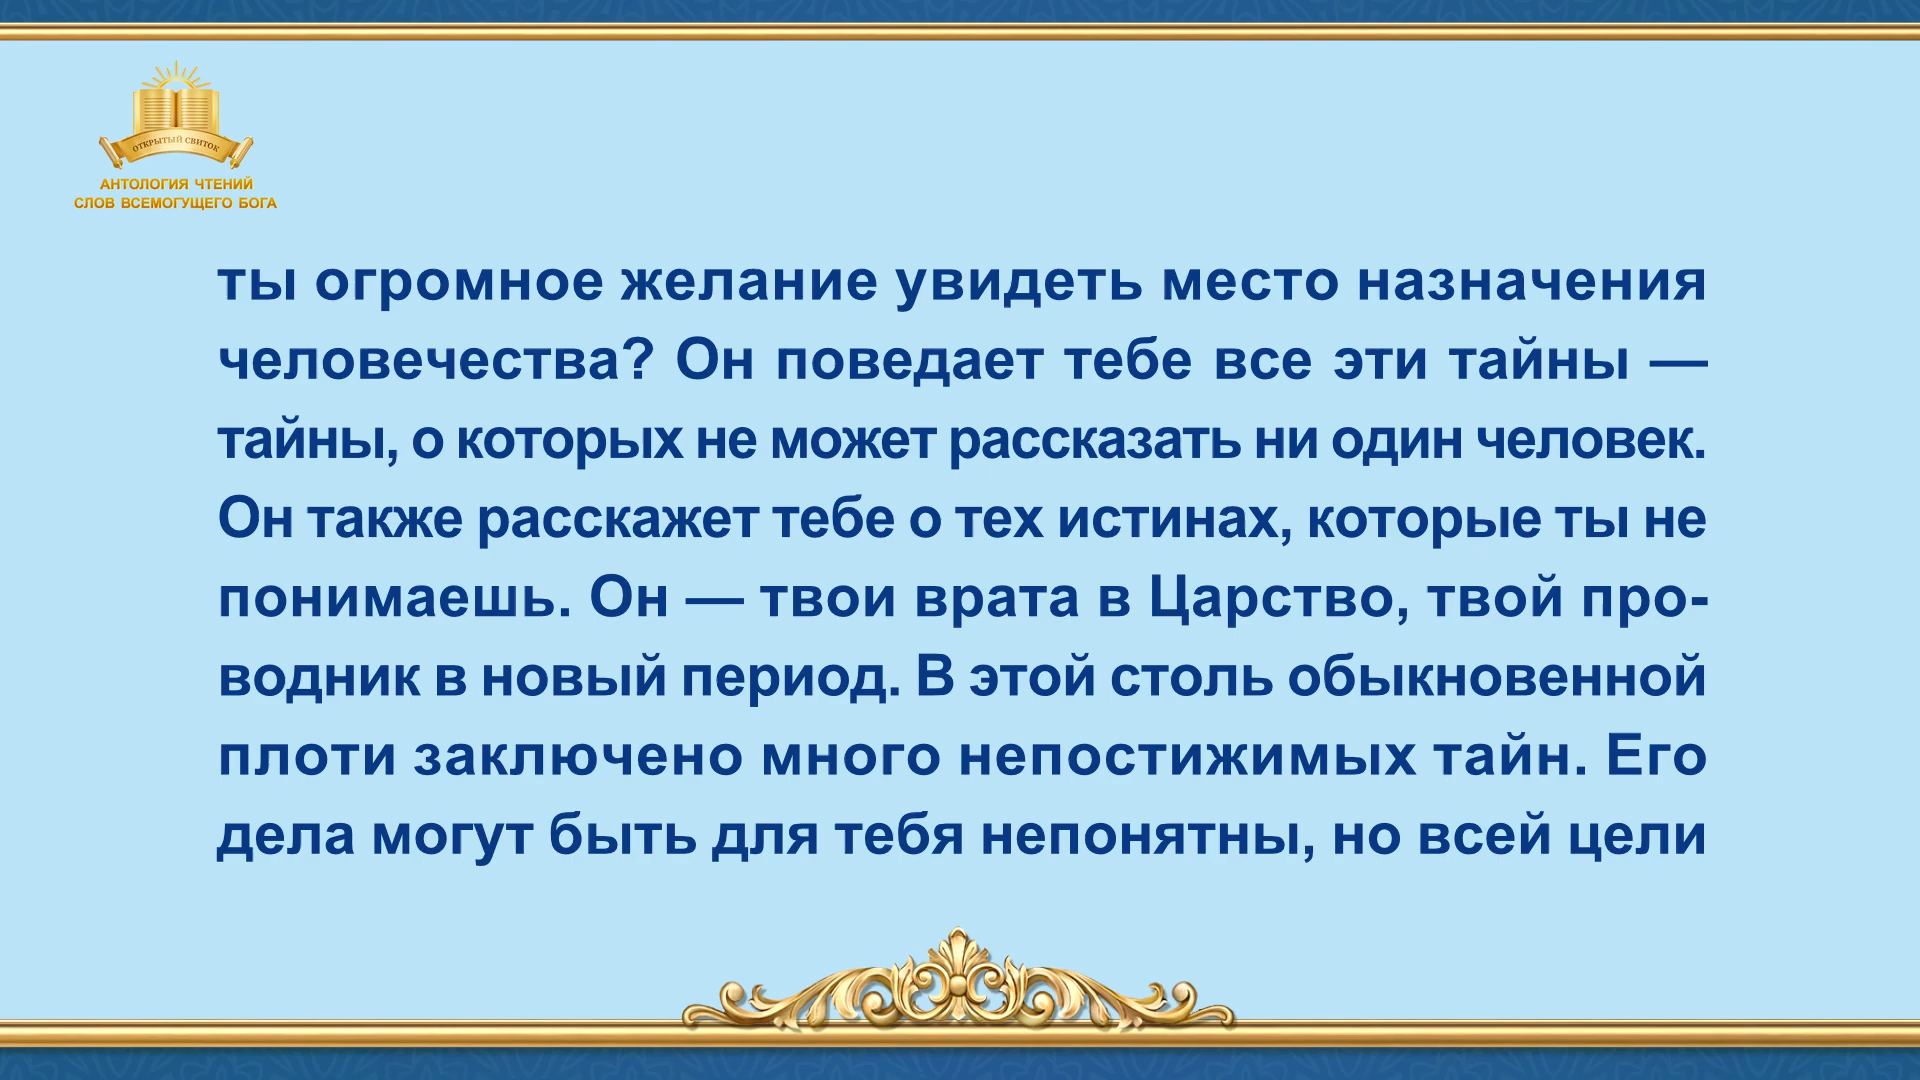 ОТКРЫТЫЙ СВИТОК
АНТОЛОГИЯ ЧТЕНИЙ
СЛОВ ВСЕМОГУЩЕГО БОГА
ты огромное желание увидеть место назначения
человечества? Он поведает тебе все эти тайны —
тайны, о которых не может рассказать ни один человек.
Он также расскажет тебе о тех истинах, которые ты не
понимаешь. Он — твои врата в Царство, твой про-
водник в новый период. В этой столь обыкновенной
плоти заключено много непостижимых тайн. Его
дела могут быть для тебя непонятны, но всей цели